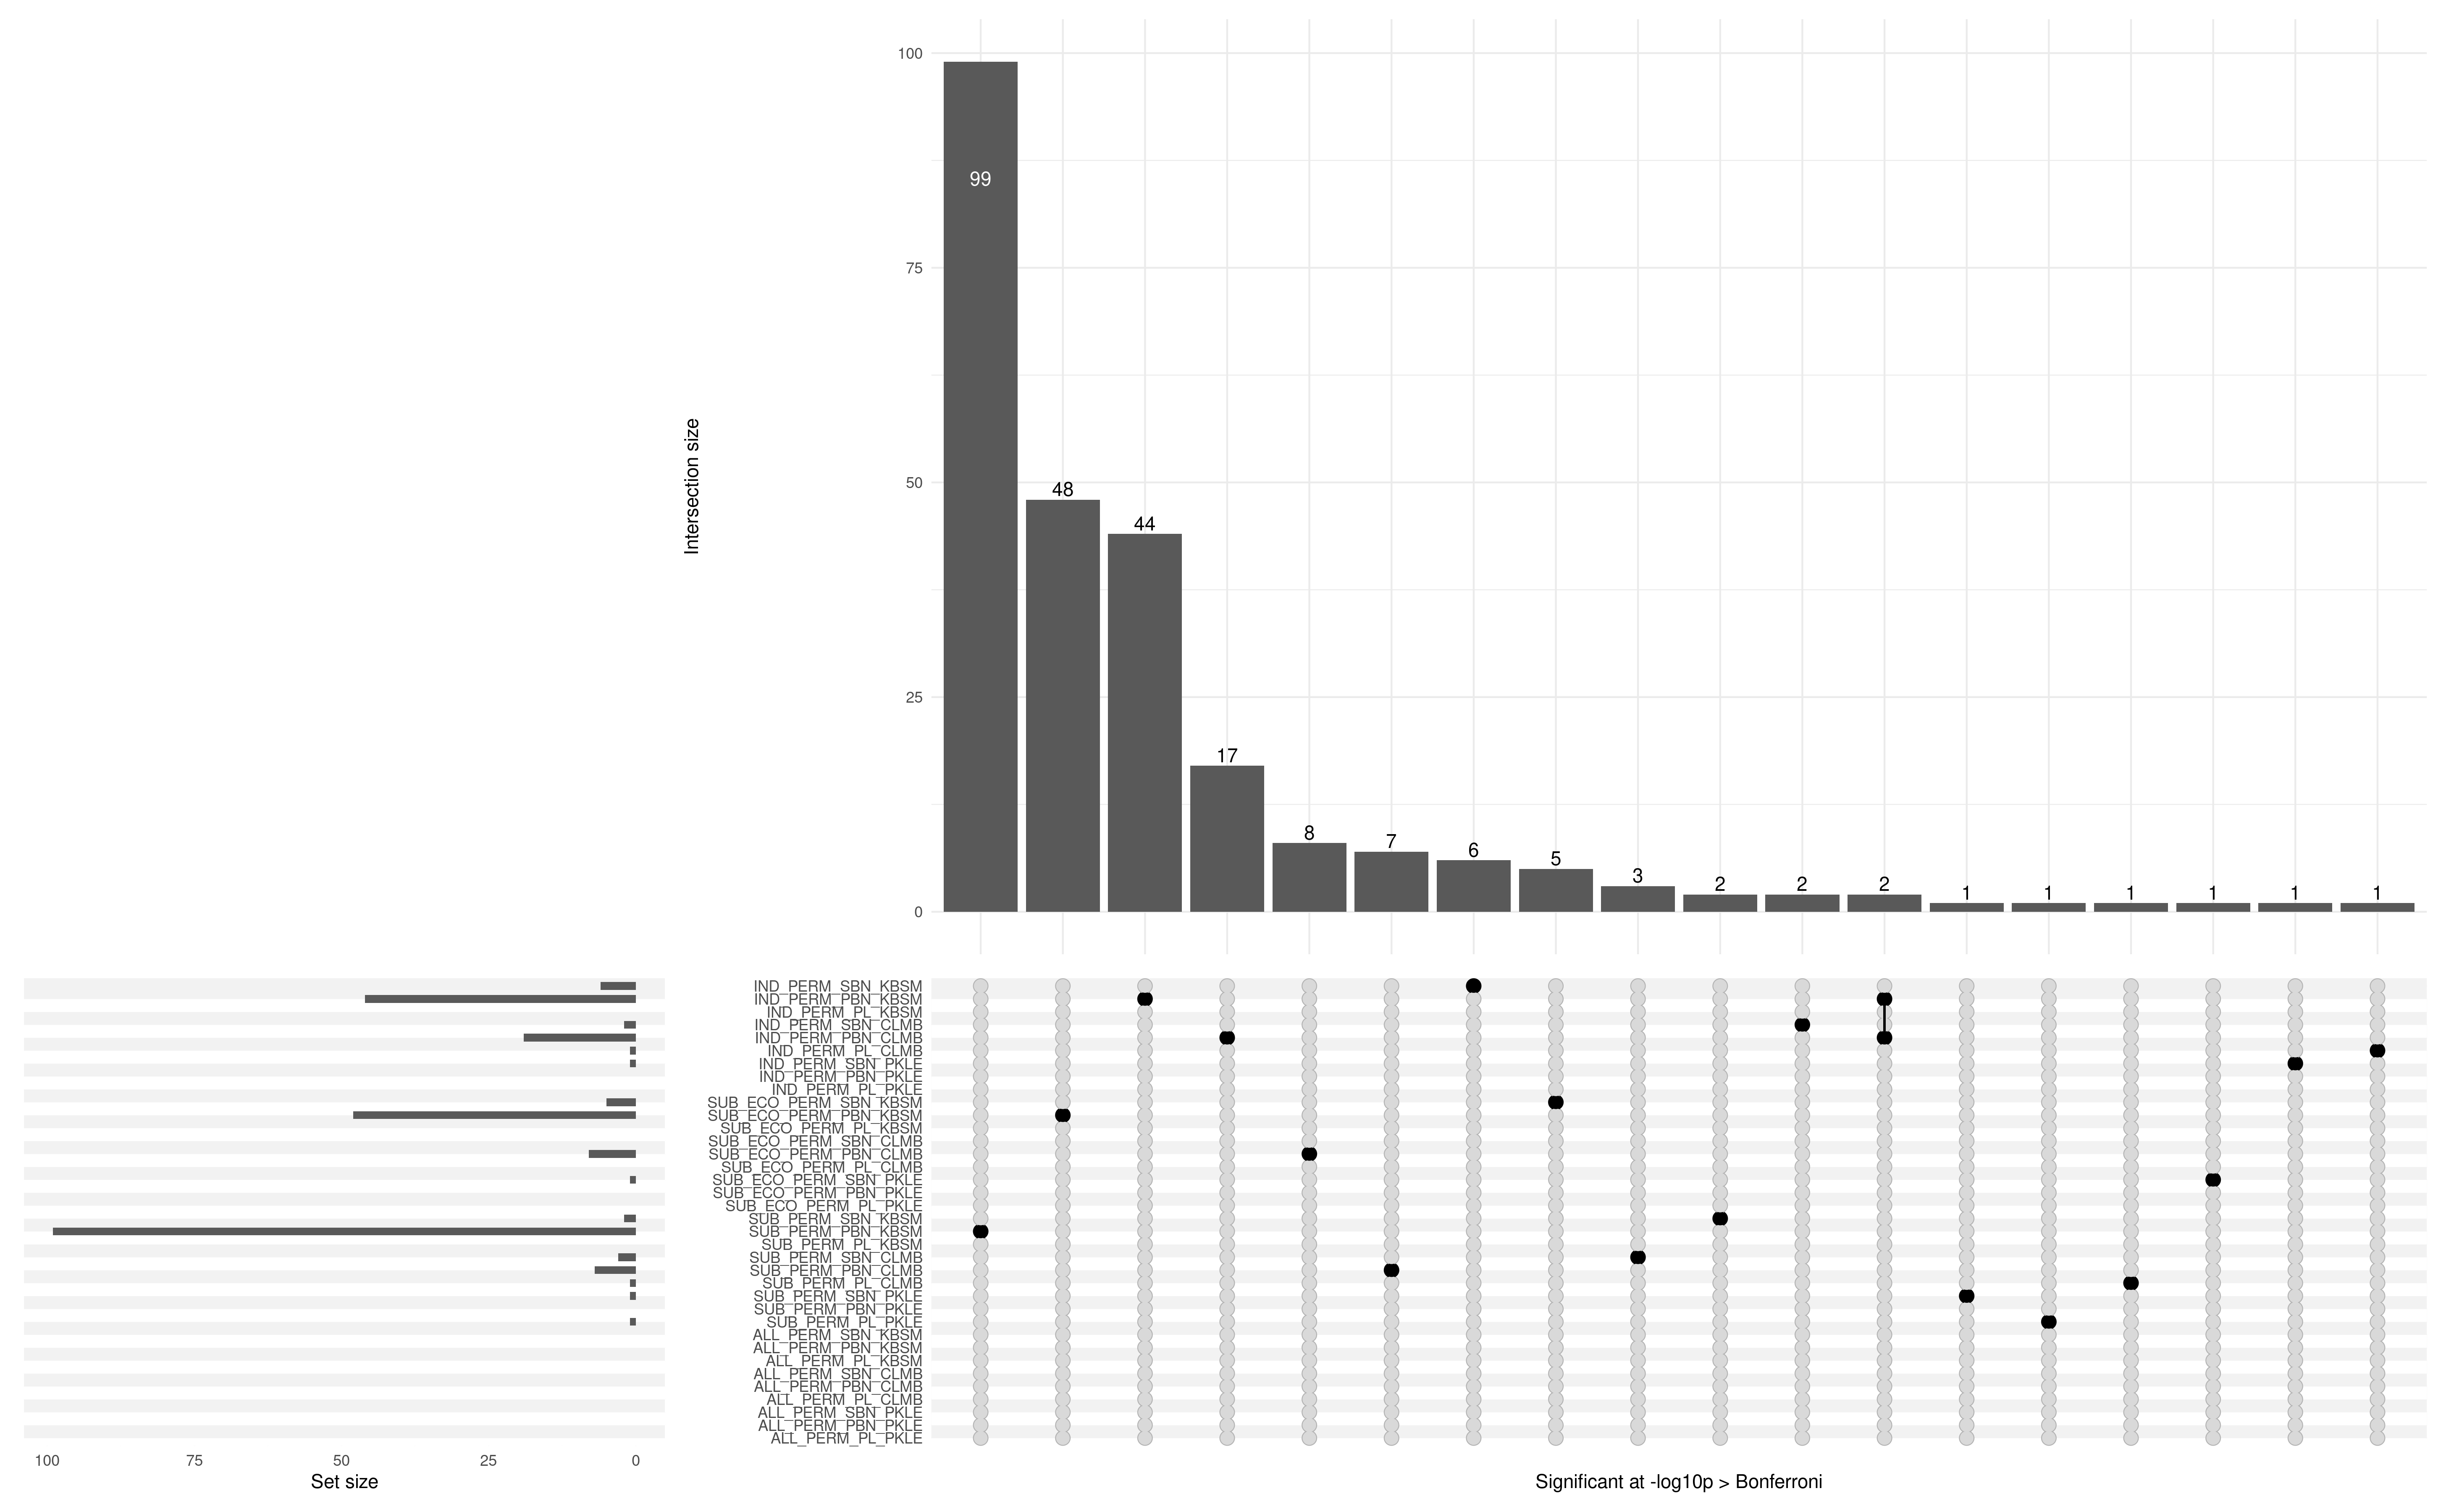 100
75
50
25
0
Intersection size
99
48
44
17
8
7
6
5
3
2
2
2
1
1
1
1
1
1
IND_PERM_SBN_KBSM
IND_PERM_PBN_KBSM
IND_PERM_PL_KBSM
IND_PERM_SBN_CLMB
IND_PERM_PBN_CLMB
IND_PERM_PL_CLMB
IND_PERM_SBN_PKLE
IND_PERM_PBN_PKLE
IND_PERM_PL_PKLE
SUB_ECO_PERM_SBN_KBSM
SUB_ECO_PERM_PBN_KBSM
SUB_ECO_PERM_PL_KBSM
SUB_ECO_PERM_SBN_CLMB
SUB_ECO_PERM_PBN_CLMB
SUB_ECO_PERM_PL_CLMB
SUB_ECO_PERM_SBN_PKLE
SUB_ECO_PERM_PBN_PKLE
SUB_ECO_PERM_PL_PKLE
SUB_PERM_SBN_KBSM
SUB_PERM_PBN_KBSM
SUB_PERM_PL_KBSM
SUB_PERM_SBN_CLMB
SUB_PERM_PBN_CLMB
SUB_PERM_PL_CLMB
SUB_PERM_SBN_PKLE
SUB_PERM_PBN_PKLE
SUB_PERM_PL_PKLE
ALL_PERM_SBN_KBSM
ALL_PERM_PBN_KBSM
ALL_PERM_PL_KBSM
ALL_PERM_SBN_CLMB
ALL_PERM_PBN_CLMB
ALL_PERM_PL_CLMB
ALL_PERM_SBN_PKLE
ALL_PERM_PBN_PKLE
ALL_PERM_PL_PKLE
100 75 50 25 0
Set size
Significant at -log10p > Bonferroni